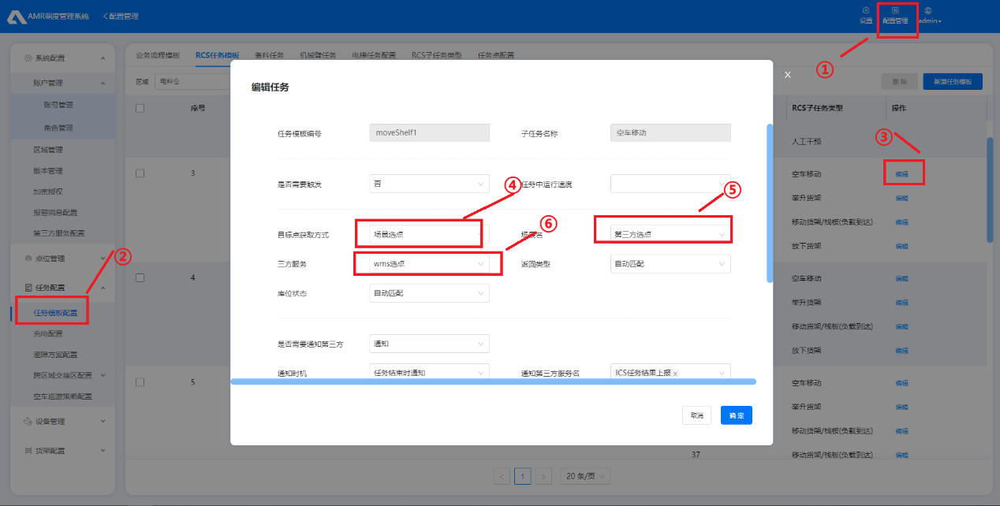 AMR调度管理系统 < 配置管理
设置 配置管理 admin
①
系统配置
账户管理
账号管理
角色管理
区域管理
版本管理
加密授权
报警消息配置
第三方服务配置
点位管理
②
任务配置
任务模板配置
充电配置
避障方案配置
跨区域交接区配置
空车巡游策略配置
设备管理
货架配置
业务流程模板 RCS任务模板 备料任务 机械臂任务 电梯任务配置 RCS子任务类型 任务点配置
区域 电料仓 删除 新增任务模板
序号 RCS子任务类型 操作
人工干预
③
3 空车移动 编辑
举升货架 编辑
移动货架/栈板(负载到达) 编辑
放下货架 编辑
4 空车移动 编辑
举升货架 编辑
移动货架/栈板(负载到达) 编辑
放下货架 编辑
5 空车移动 编辑
举升货架 编辑
移动货架/栈板(负载到达) 编辑
37 移动货架/栈板(负载到达) 编辑
< 1 > 20 条/页
编辑任务 X
任务模板编号 moveShelf1 子任务名称 空车移动
是否需要触发 否 ④ 任务中运行速度
⑤
目标点获取方式 场景选点 ⑥ 场景名 第三方选点
三方服务 wms选点 返回类型 自动匹配
库位状态 自动匹配
是否需要通知第三方 通知
通知时机 任务结束时通知 通知第三方服务名 ICS任务结果上报 ×
取消 确定